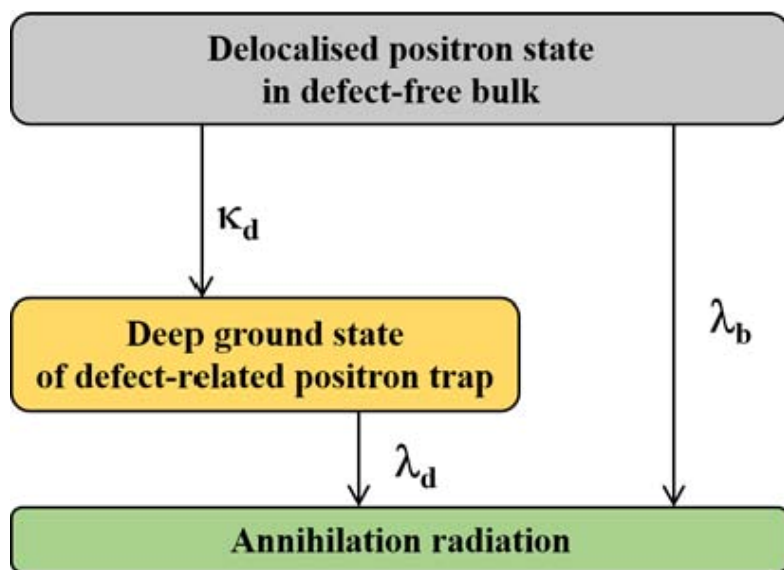 Delocalised positron state
in defect-free bulk
κd
Deep ground state
of defect-related positron trap
λb
λd
Annihilation radiation